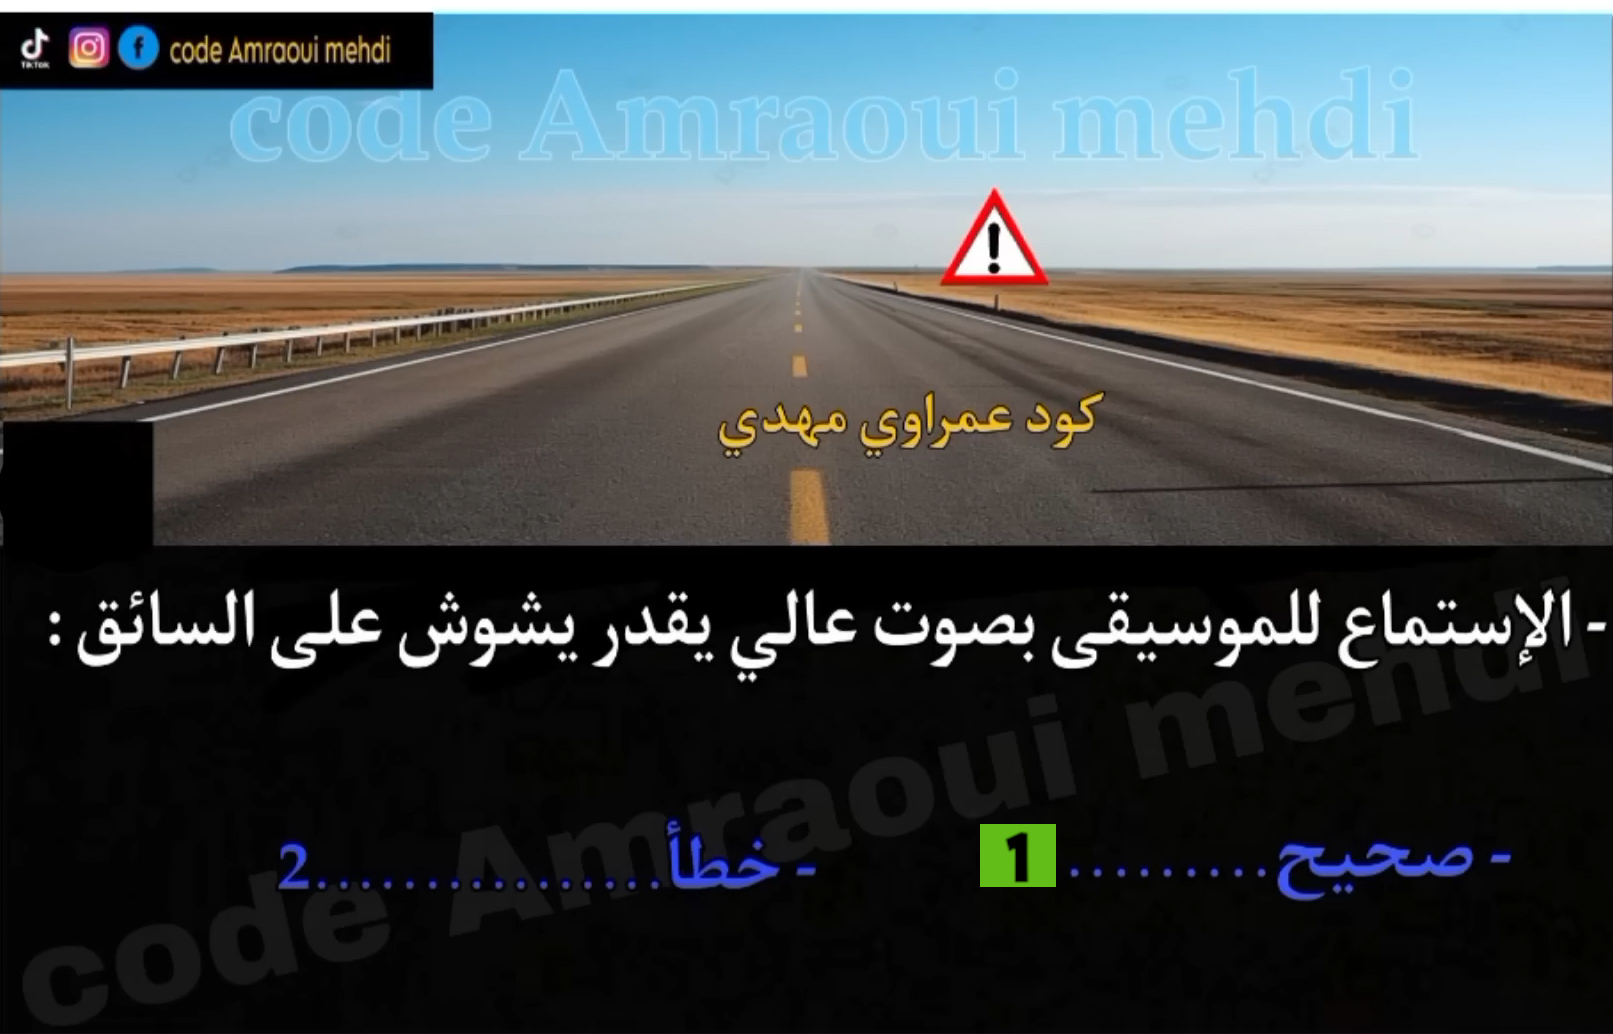 TikTok
code Amraoui mehdi
code Amraoui mehdi
!
كود عمراوي مهدي
- الإستماع للموسيقى بصوت عالي يقدر يشوش على السائق :
- صحيح ......... 1
- خطأ................2
code Amraoui mehdi